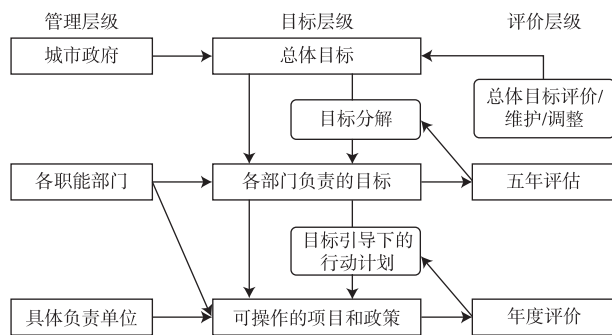 管理层级 目标层级 评价层级
城市政府 总体目标
总体目标评价/
维护/调整
目标分解
各职能部门 各部门负责的目标 五年评估
目标引导下的
行动计划
具体负责单位 可操作的项目和政策 年度评价